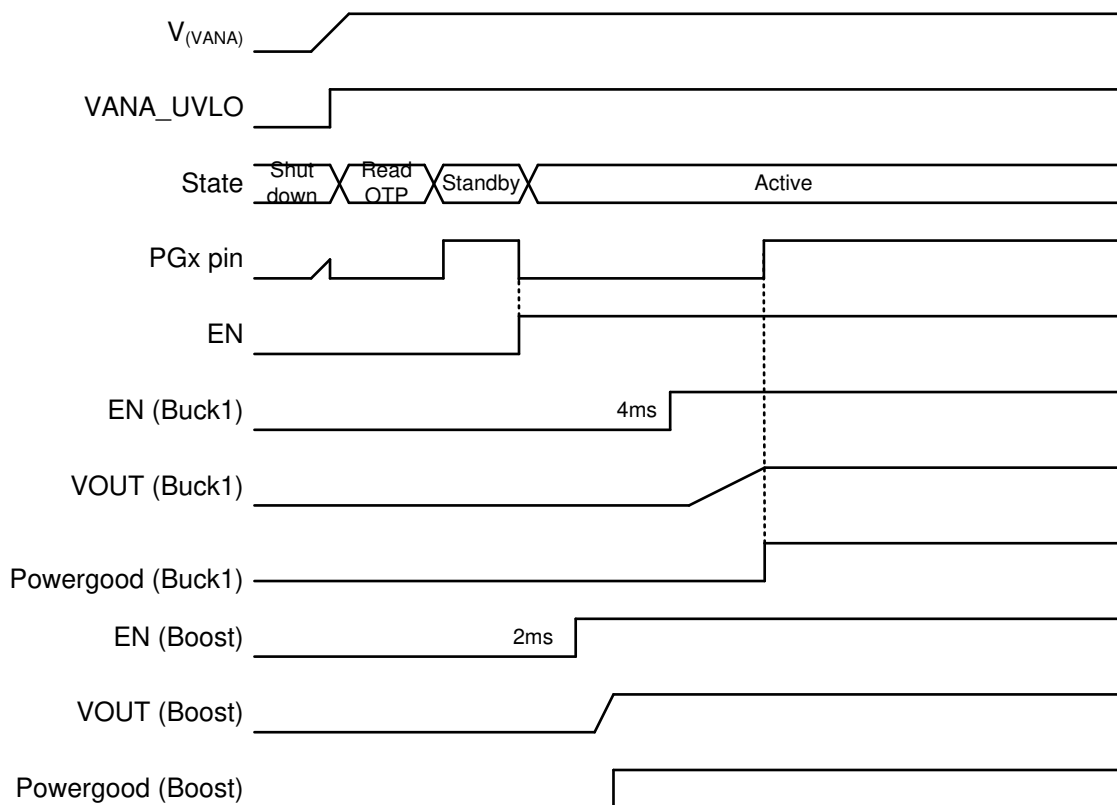 V(VANA)
VANA_UVLO
State
Shut
down
Read
OTP
Standby
Active
PGx pin
EN
EN (Buck1)
4ms
VOUT (Buck1)
Powergood (Buck1)
EN (Boost)
2ms
VOUT (Boost)
Powergood (Boost)